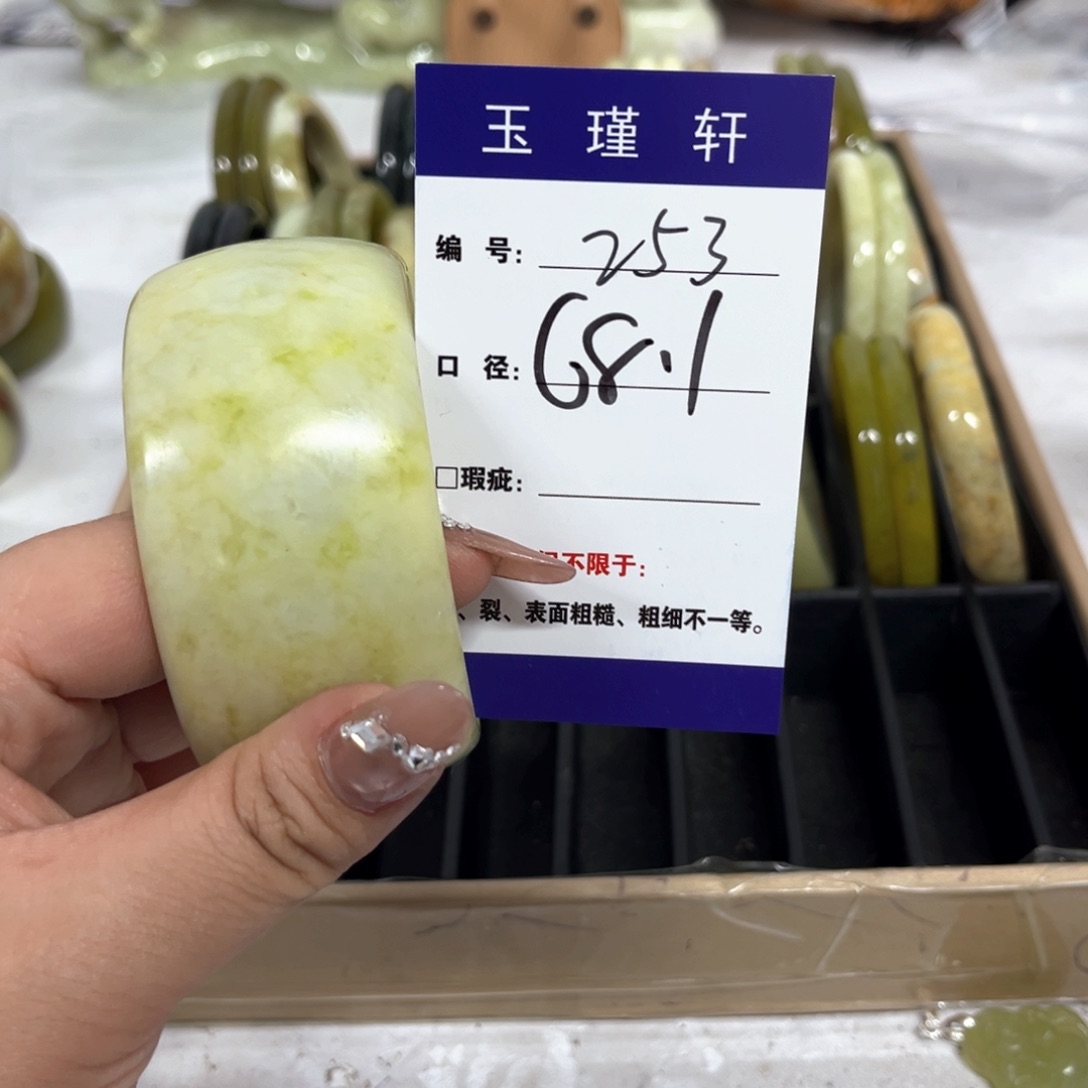 玉瑾轩
编号：253
口径：68.1
□瑕疵：
不限于：
、裂、表面粗糙、粗细不一等。